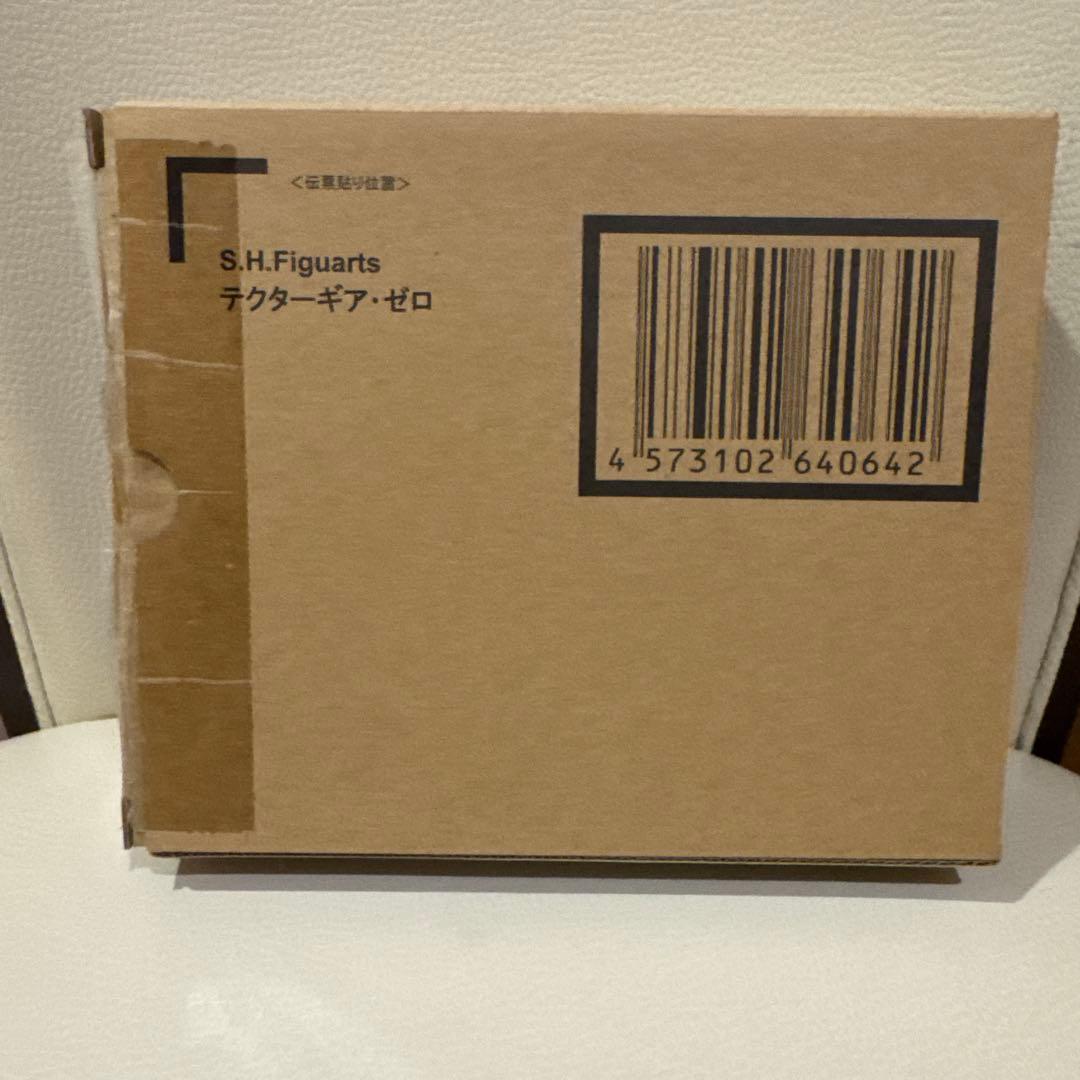 <伝票貼り位置>
S.H.Figuarts
テクターギア・ゼロ
4 573102 640642